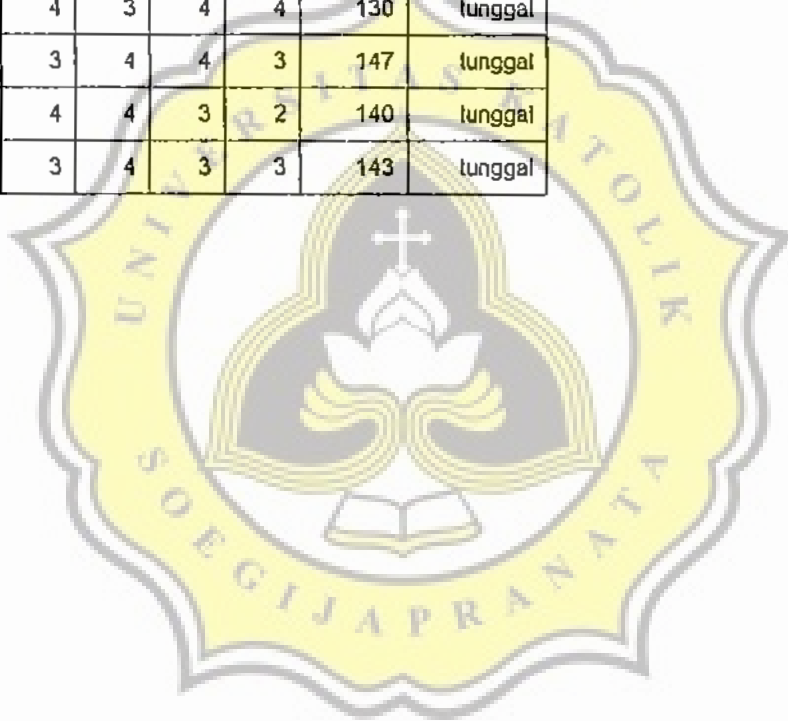 4 3 4 4 130 tunggal
3 4 4 3 147 tunggal
4 4 3 2 140 tunggal
3 4 3 3 143 tunggal
UNIVERSITAS KATOLIK
SOEGIJAPRANATA